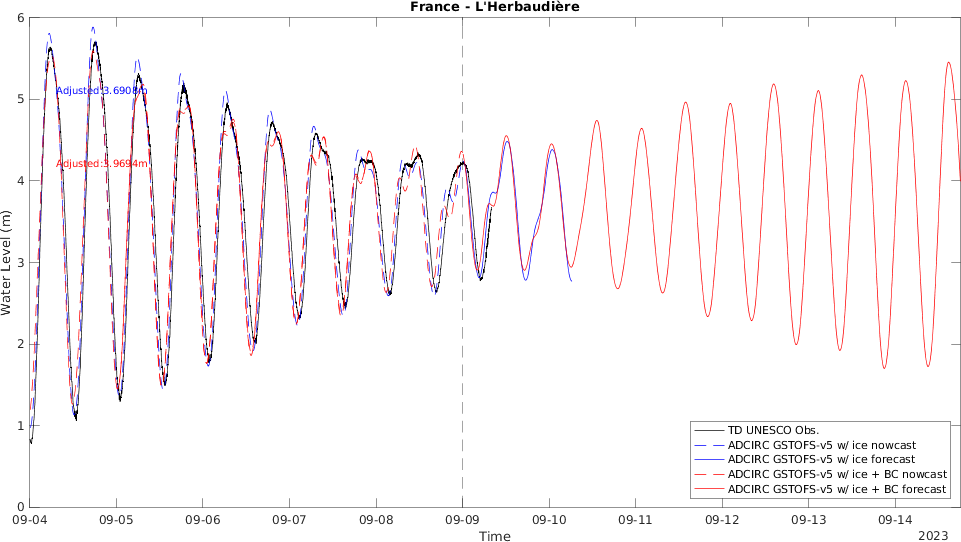 France - L'Herbaudière
6
5
4
3
2
1
0
Water Level (m)
Adjusted:3.6908m
Adjusted:3.9694m
TD UNESCO Obs.
ADCIRC GSTOFS-v5 w/ ice nowcast
ADCIRC GSTOFS-v5 w/ ice forecast
ADCIRC GSTOFS-v5 w/ ice + BC nowcast
ADCIRC GSTOFS-v5 w/ ice + BC forecast
09-04 09-05 09-06 09-07 09-08 09-09 09-10 09-11 09-12 09-13 09-14
Time
2023